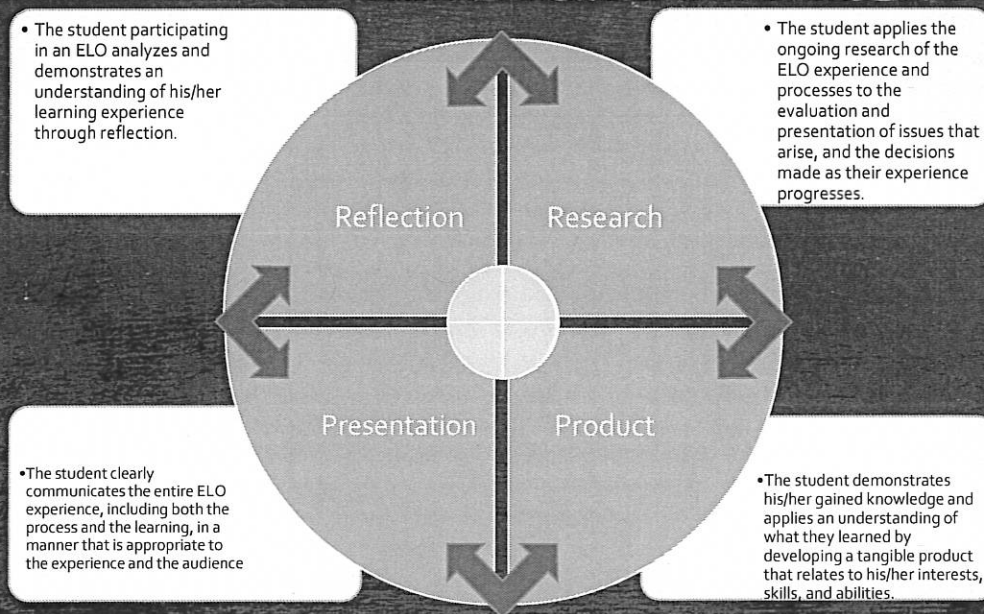 • The student participating
in an ELO analyzes and
demonstrates an
understanding of his/her
learning experience
through reflection.
• The student applies the
ongoing research of the
ELO experience and
processes to the
evaluation and
presentation of issues that
arise, and the decisions
made as their experience
progresses.
Reflection
Research
Presentation
Product
•The student clearly
communicates the entire ELO
experience, including both the
process and the learning, in a
manner that is appropriate to
the experience and the audience
•The student demonstrates
his/her gained knowledge and
applies an understanding of
what they learned by
developing a tangible product
that relates to his/her interests,
skills, and abilities.